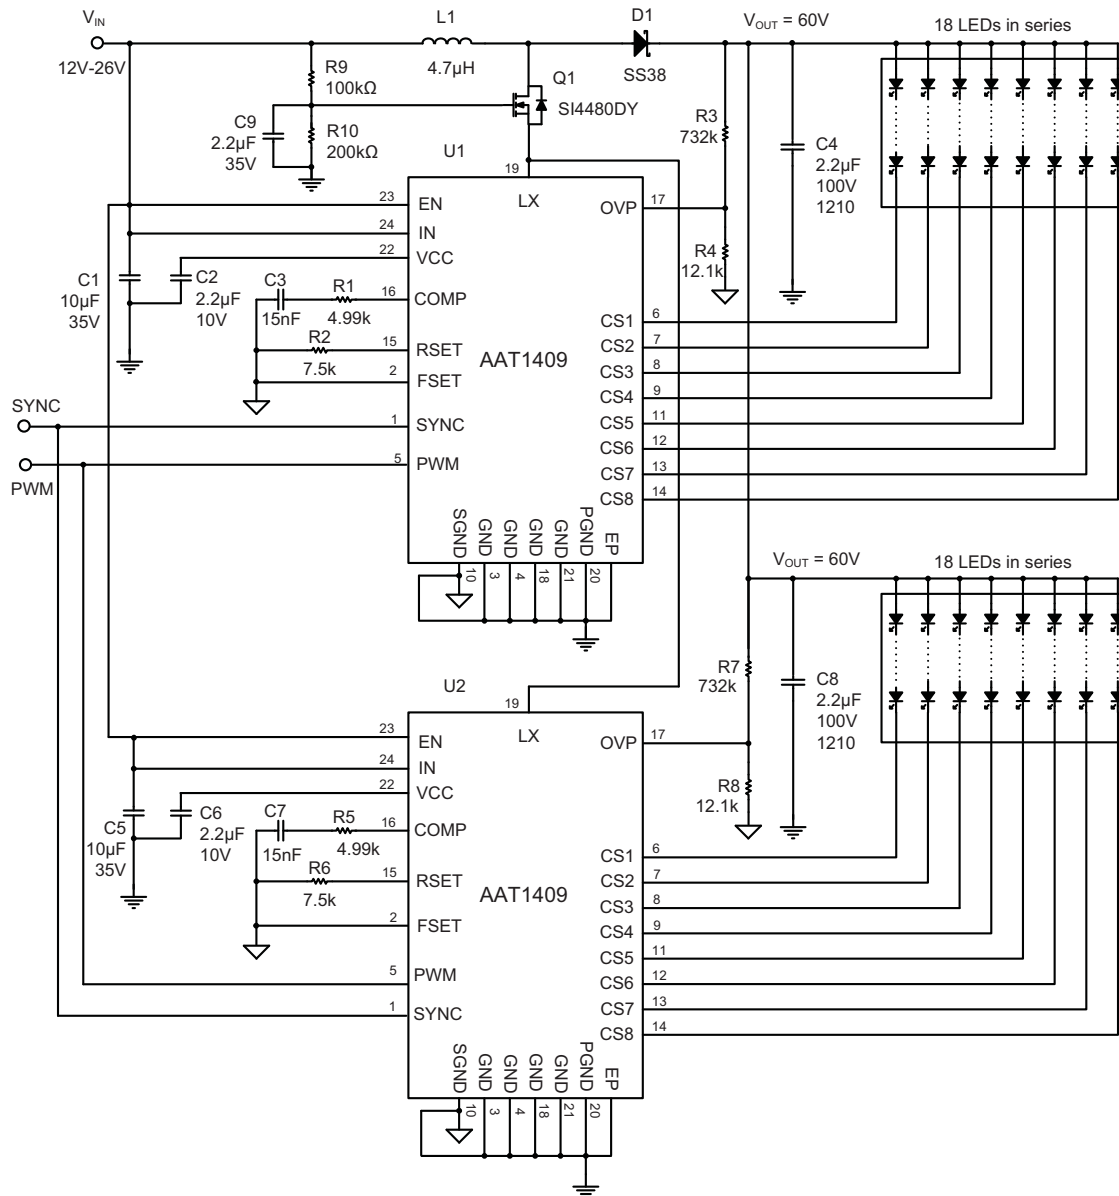 VIN
L1
D1
VOUT = 60V
18 LEDs in series
12V-26V
4.7µH
SS38
R9
100kΩ
Q1
SI4480DY
C9
2.2µF
35V
R10
200kΩ
R3
732k
C4
2.2µF
100V
1210
U1
19
LX
23
EN
OVP
17
24
IN
22
VCC
R4
12.1k
C1
10µF
35V
C2
2.2µF
10V
C3
15nF
R1
4.99k
16
COMP
R2
7.5k
15
RSET
2
FSET
AAT1409
CS1
6
CS2
7
CS3
8
CS4
9
CS5
11
CS6
12
CS7
13
CS8
14
SYNC
1
SYNC
PWM
5
PWM
SGND
GND
GND
GND
GND
PGND
EP
10
3
4
18
21
20
VOUT = 60V
18 LEDs in series
R7
732k
C8
2.2µF
100V
1210
U2
19
LX
23
EN
OVP
17
24
IN
22
VCC
R8
12.1k
C5
10µF
35V
C6
2.2µF
10V
C7
15nF
R5
4.99k
16
COMP
R6
7.5k
15
RSET
2
FSET
AAT1409
CS1
6
CS2
7
CS3
8
CS4
9
CS5
11
CS6
12
CS7
13
CS8
14
5
PWM
1
SYNC
SGND
GND
GND
GND
GND
PGND
EP
10
3
4
18
21
20